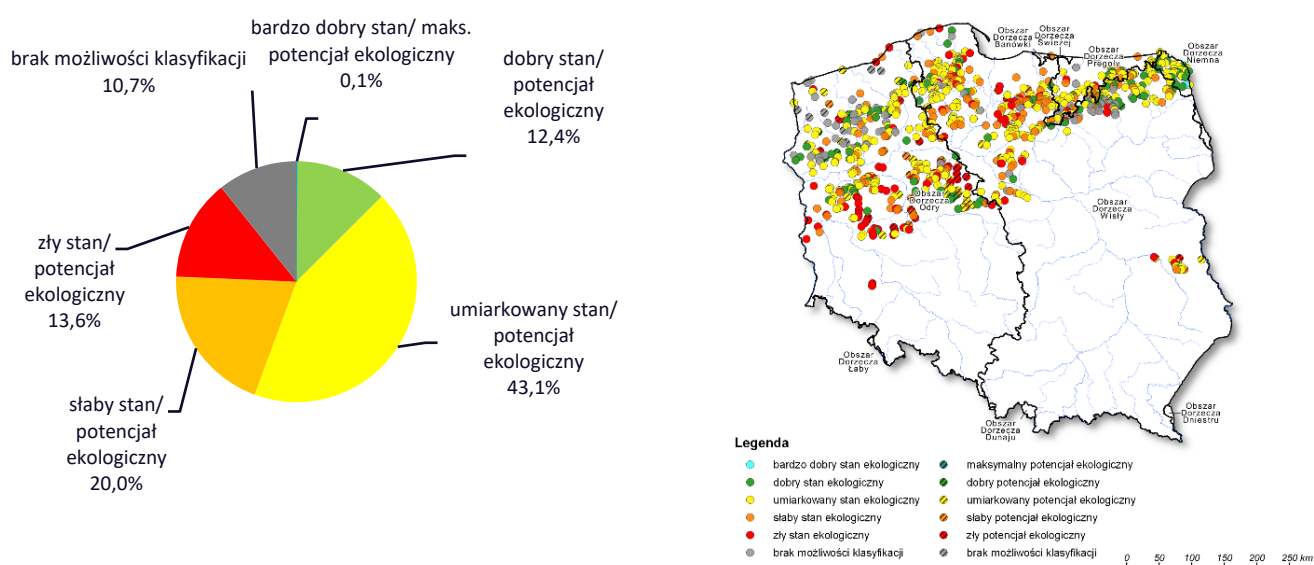 bardzo dobry stan/ maks.
potencjał ekologiczny
0,1%
brak możliwości klasyfikacji
10,7%
dobry stan/
potencjał
ekologiczny
12,4%
zły stan/
potencjał
ekologiczny
13,6%
umiarkowany stan/
potencjał
ekologiczny
43,1%
słaby stan/
potencjał
ekologiczny
20,0%
Obszar
Dorzecza
Banówki
Obszar
Dorzecza
Świeżej
Obszar
Dorzecza
Pregoły
Obszar
Dorzecza
Niemna
Obszar
Dorzecza
Odry
Obszar
Dorzecza
Wisły
Obszar
Dorzecza
Łaby
Obszar
Dorzecza
Dunaju
Obszar
Dorzecza
Dniestru
Legenda
bardzo dobry stan ekologiczny
dobry stan ekologiczny
umiarkowany stan ekologiczny
słaby stan ekologiczny
zły stan ekologiczny
brak możliwości klasyfikacji
maksymalny potencjał ekologiczny
dobry potencjał ekologiczny
umiarkowany potencjał ekologiczny
słaby potencjał ekologiczny
zły potencjał ekologiczny
brak możliwości klasyfikacji
0 50 100 150 200 250 km